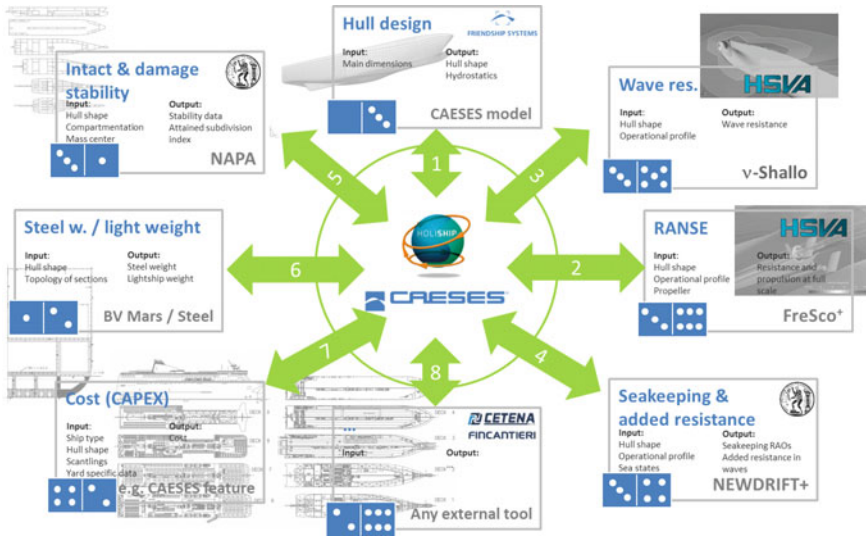 Hull design
FRIENDSHIP SYSTEMS
Input:
Main dimensions
Output:
Hull shape
Hydrostatics
CAESES model
Intact & damage
stability
Input:
Hull shape
Compartmentation
Mass center
Output:
Stability data
Attained subdivision
index
NAPA
Wave res.
HSVA
Input:
Hull shape
Operational profile
Output:
Wave resistance
ν-Shallo
1
5
3
Steel w. / light weight
Input:
Hull shape
Topology of sections
Output:
Steel weight
Lightship weight
BV Mars / Steel
6
HOLISHIP
CAESES
2
RANSE
HSVA
Input:
Hull shape
Operational profile
Propeller
Output:
Resistance and
propulsion at full
scale
FreSco+
7
8
4
Cost (CAPEX)
Input:
Ship type
Hull shape
Scantlings
Yard specific data
Output:
Cost
e.g. CAESES feature
CETENA
FINCANTIERI
...
Input:
Output:
Any external tool
Seakeeping &
added resistance
Input:
Hull shape
Operational profile
Sea states
Output:
Seakeeping RAOs
Added resistance in
waves
NEWDRIFT+